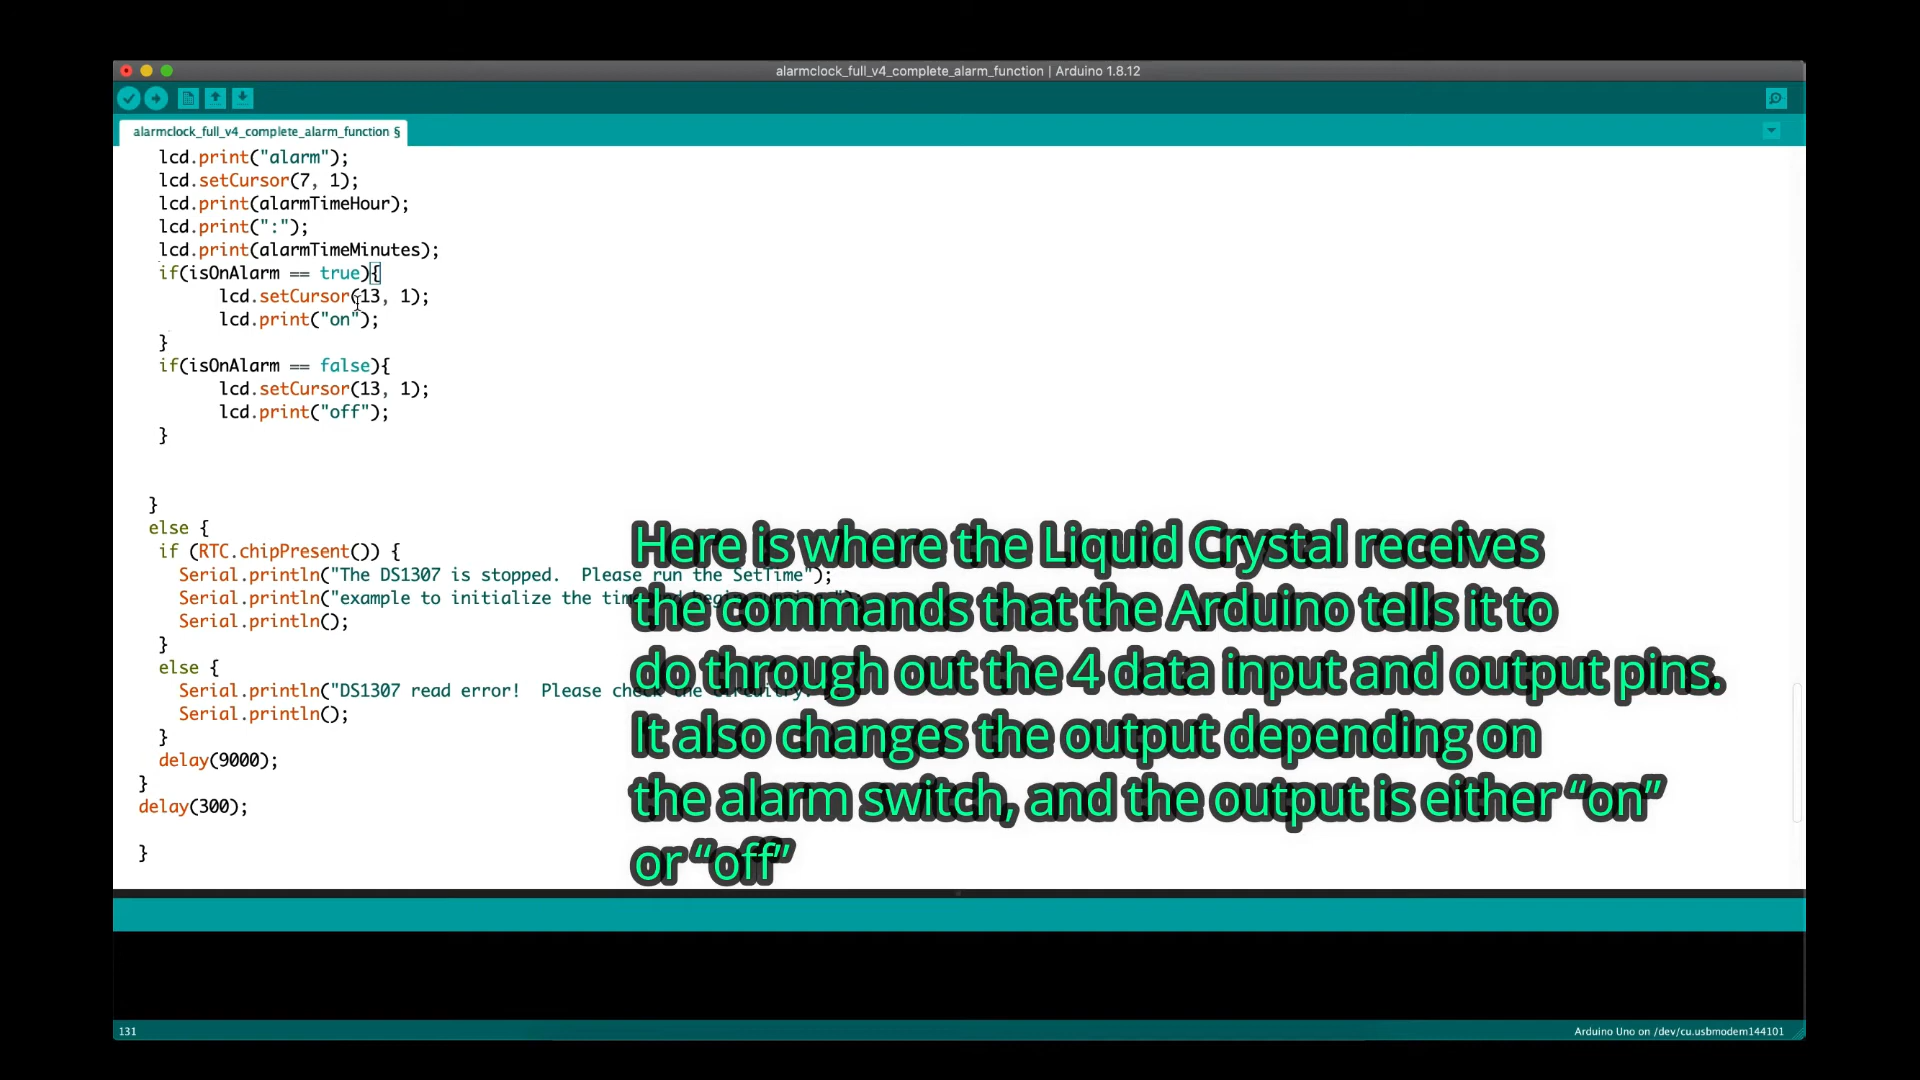 alarmclock_full_v4_complete_alarm_function | Arduino 1.8.12
alarmclock_full_v4_complete_alarm_function §
lcd.print("alarm");
lcd.setCursor(7, 1);
lcd.print(alarmTimeHour);
lcd.print(":");
lcd.print(alarmTimeMinutes);
if(isOnAlarm == true){
lcd.setCursor(13, 1);
lcd.print("on");
}
if(isOnAlarm == false){
lcd.setCursor(13, 1);
lcd.print("off");
}
}
else {
if (RTC.chipPresent()) {
Serial.println("The DS1307 is stopped.  Please run the SetTime");
Serial.println("example to initialize the time
Serial.println();
}
else {
Serial.println("DS1307 read error!  Please check the circuitry.
Serial.println();
}
delay(9000);
}
delay(300);
}
Here is where the Liquid Crystal receives
the commands that the Arduino tells it to
do through out the 4 data input and output pins.
It also changes the output depending on
the alarm switch, and the output is either “on”
or “off”
131
Arduino Uno on /dev/cu.usbmodem144101